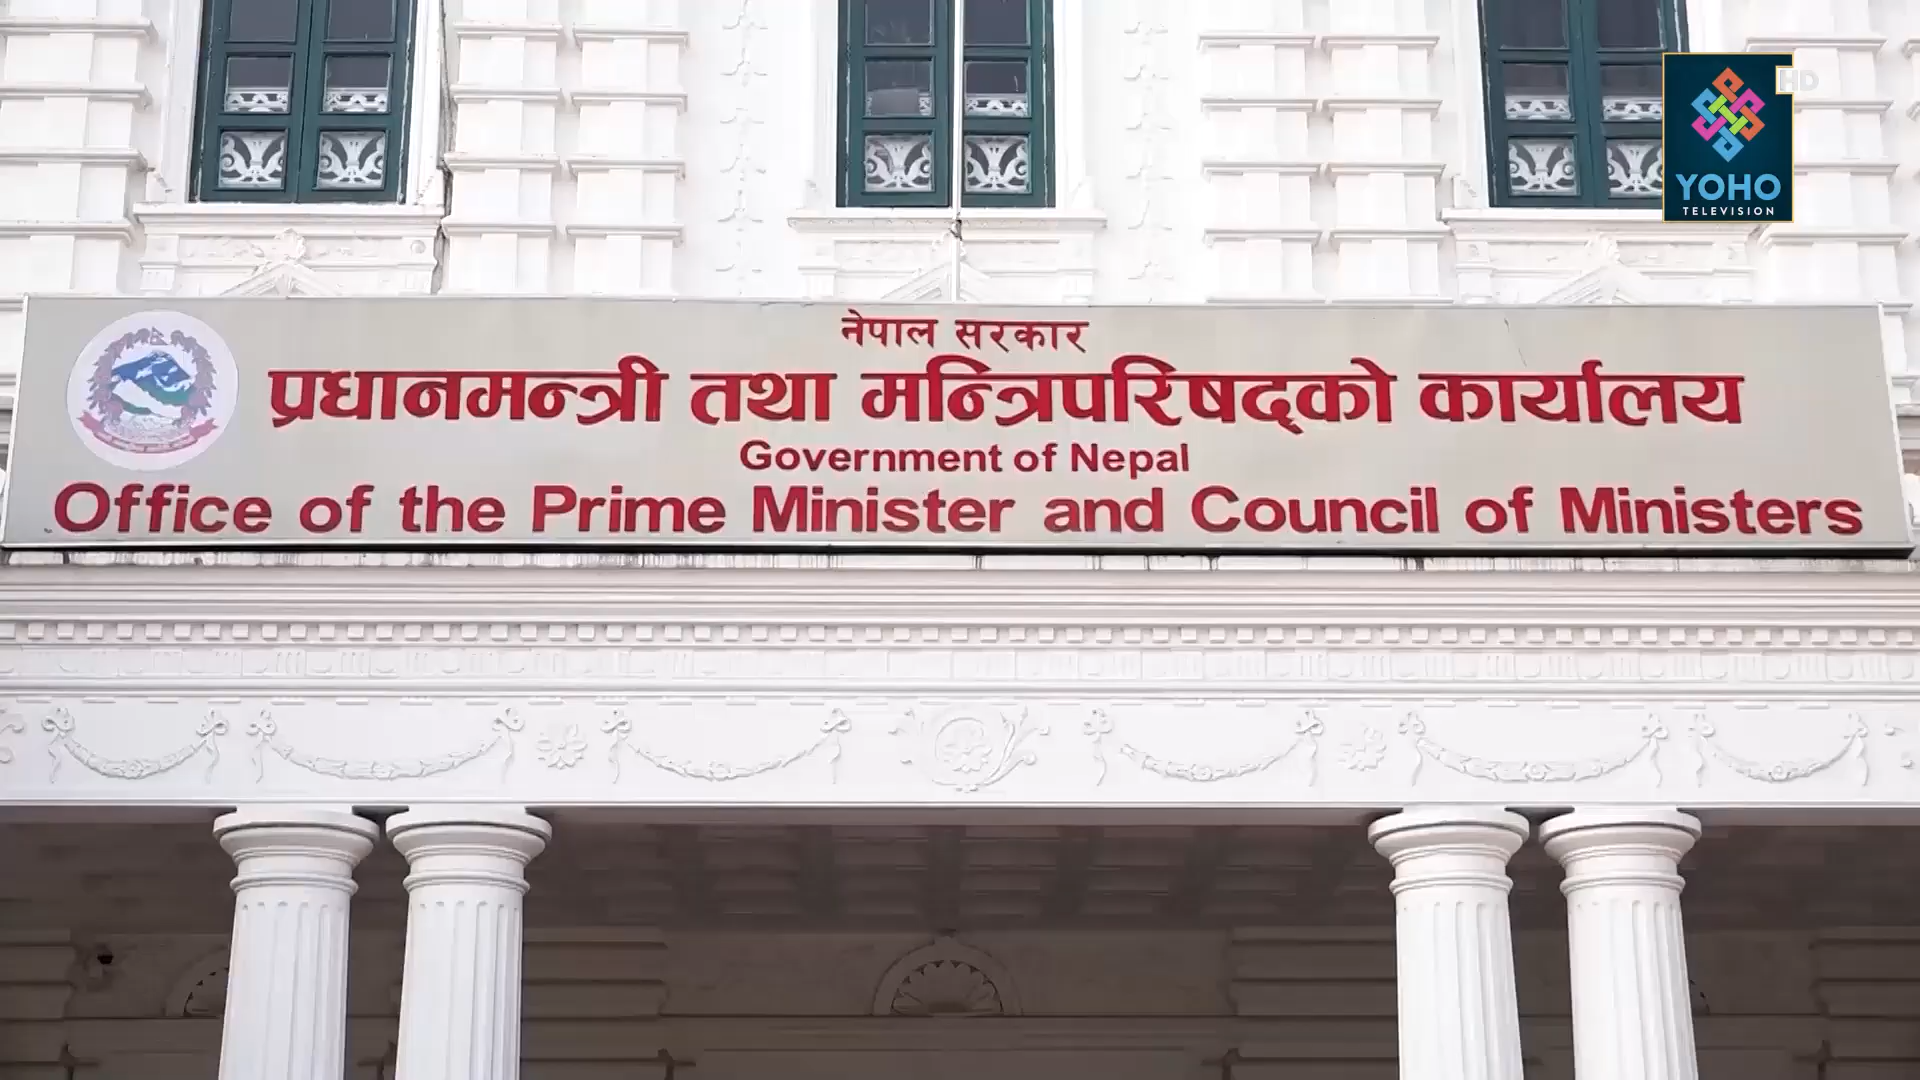 नेपाल सरकार
प्रधानमन्त्री तथा मन्त्रिपरिषद्को कार्यालय
Government of Nepal
Office of the Prime Minister and Council of Ministers
HD
YOHO
TELEVISION